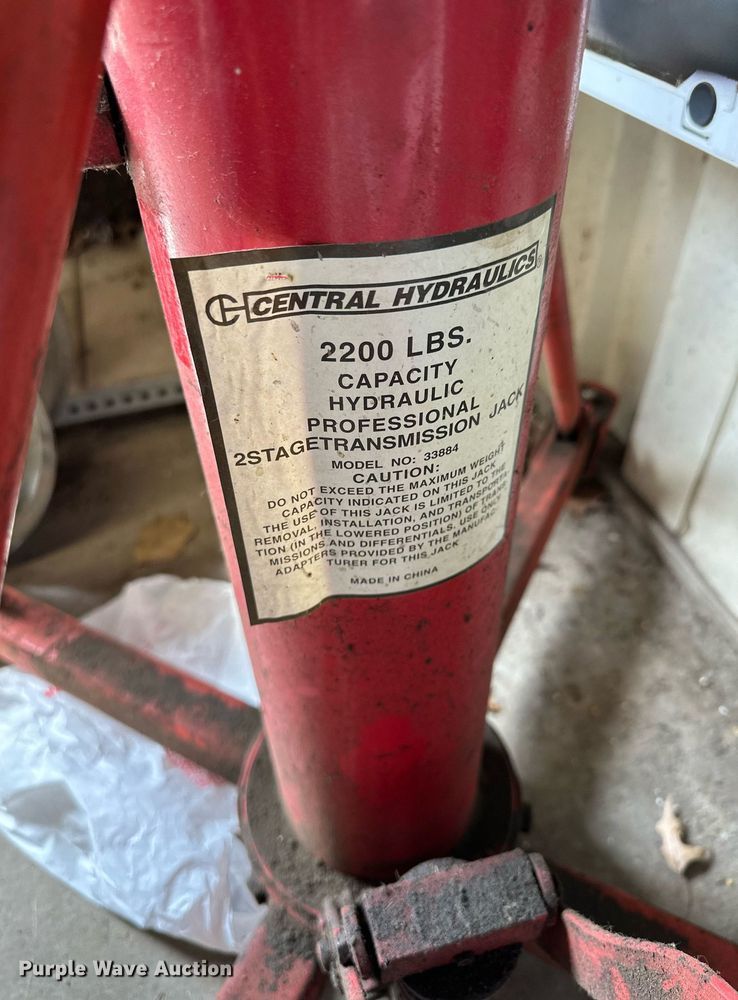 CENTRAL HYDRAULICS®
2200 LBS.
CAPACITY
HYDRAULIC
PROFESSIONAL
2STAGETRANSMISSION JACK
MODEL NO: 33884
CAUTION:
DO NOT EXCEED THE MAXIMUM WEIGHT
CAPACITY INDICATED ON THIS JACK
THE USE OF THIS JACK IS LIMITED TO THE
REMOVAL, INSTALLATION, AND TRANSPORTA-
TION (IN THE LOWERED POSITION) OF TRANS-
MISSIONS AND DIFFERENTIALS, USE ONLY
ADAPTERS PROVIDED BY THE MANUFAC-
TURER FOR THIS JACK
MADE IN CHINA
Purple Wave Auction